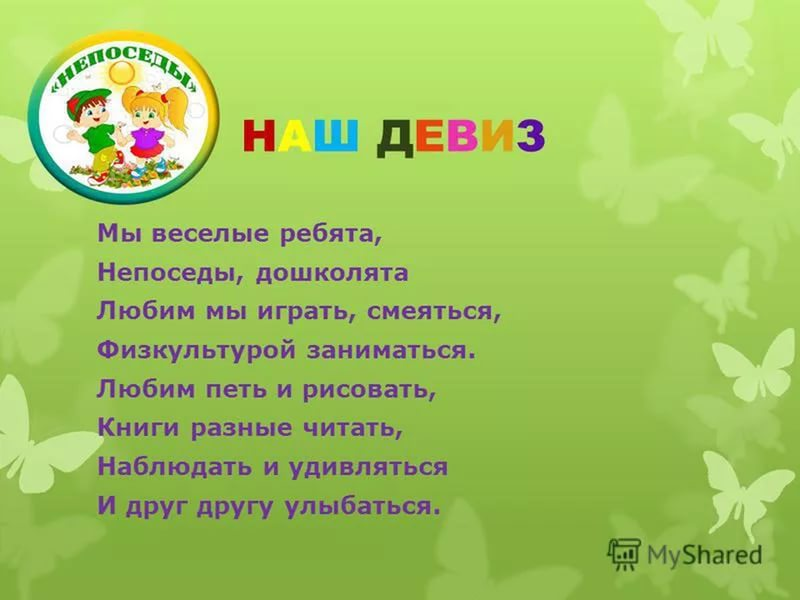 «НЕПОСЕДЫ»
НАШ ДЕВИЗ
Мы веселые ребята,
Непоседы, дошколята
Любим мы играть, смеяться,
Физкультурой заниматься.
Любим петь и рисовать,
Книги разные читать,
Наблюдать и удивляться
И друг другу улыбаться.
MyShared